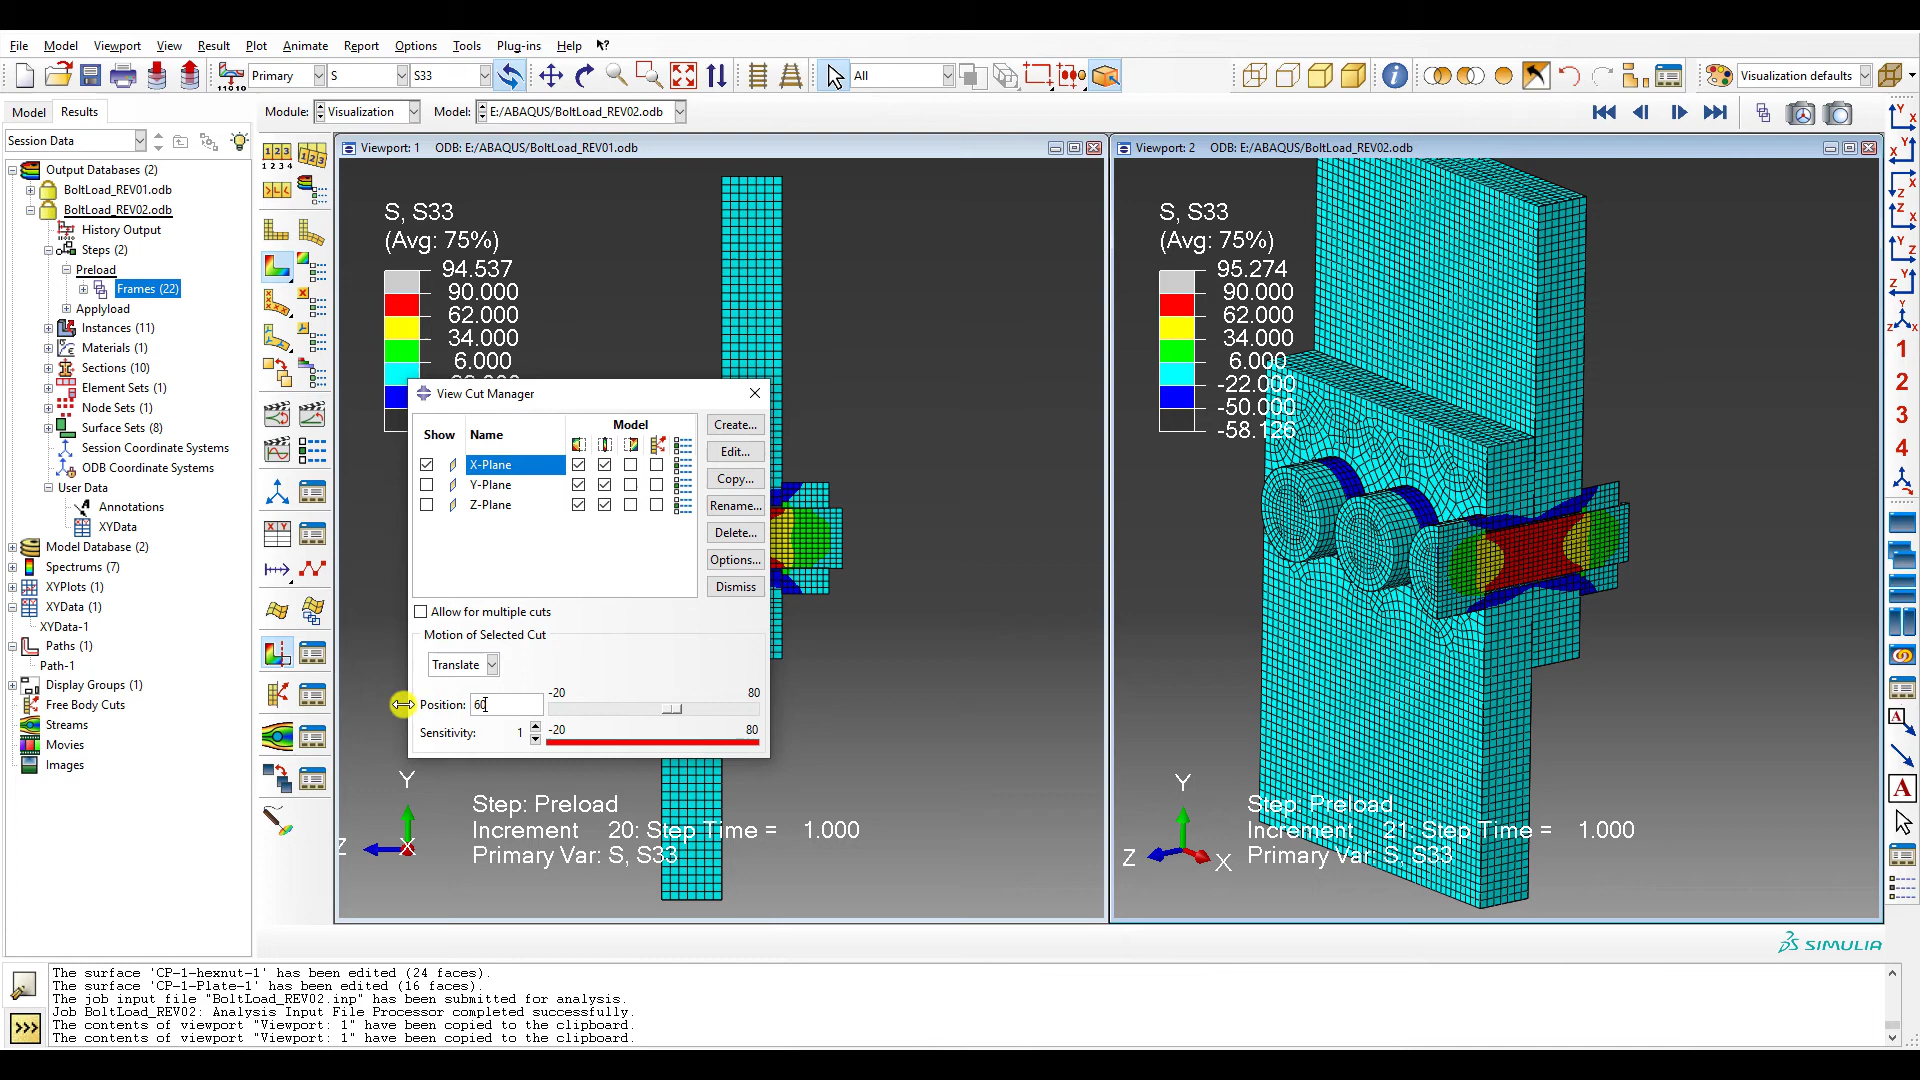 File Model Viewport View Result Plot Animate Report Options Tools Plug-ins Help
Primary S S33 All Visualization defaults
Model Results Module: Visualization Model: E:/ABAQUS/BoltLoad_REV02.odb
Session Data
Output Databases (2)
BoltLoad_REV01.odb
BoltLoad_REV02.odb
History Output
Steps (2)
Preload
Frames (22)
Applyload
Instances (11)
Materials (1)
Sections (10)
Element Sets (1)
Node Sets (1)
Surface Sets (8)
Session Coordinate Systems
ODB Coordinate Systems
User Data
Annotations
XYData
Model Database (2)
Spectrums (7)
XYPlots (1)
XYData (1)
XYData-1
Paths (1)
Path-1
Display Groups (1)
Free Body Cuts
Streams
Movies
Images
Viewport: 1 ODB: E:/ABAQUS/BoltLoad_REV01.odb
S, S33
(Avg: 75%)
94.537
90.000
62.000
34.000
6.000
View Cut Manager
Show Name Model
X-Plane
Y-Plane
Z-Plane
Create...
Edit...
Copy...
Rename...
Delete...
Options...
Dismiss
Allow for multiple cuts
Motion of Selected Cut
Translate
-20 80
Position: 60
Sensitivity: 1 -20 80
Y
Z X
Step: Preload
Increment 20: Step Time = 1.000
Primary Var: S, S33
Viewport: 2 ODB: E:/ABAQUS/BoltLoad_REV02.odb
S, S33
(Avg: 75%)
95.274
90.000
62.000
34.000
6.000
-22.000
-50.000
-58.126
Y
Z X
Step: Preload
Increment 21: Step Time = 1.000
Primary Var: S, S33
1
2
3
4
A
SIMULIA
The surface 'CP-1-hexnut-1' has been edited (24 faces).
The surface 'CP-1-Plate-1' has been edited (16 faces).
The job input file "BoltLoad_REV02.inp" has been submitted for analysis.
Job BoltLoad_REV02: Analysis Input File Processor completed successfully.
The contents of viewport "Viewport: 1" have been copied to the clipboard.
The contents of viewport "Viewport: 1" have been copied to the clipboard.
>>>